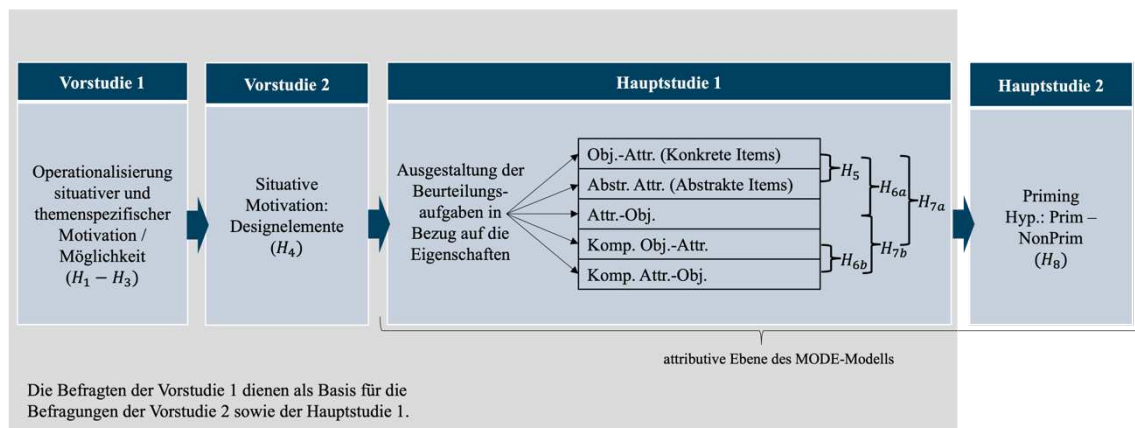 Vorstudie 1
Operationalisierung
situativer und
themenspezifischer
Motivation /
Möglichkeit
(H₁ − H₃)
Vorstudie 2
Situative
Motivation:
Designelemente
(H₄)
Hauptstudie 1
Ausgestaltung der
Beurteilungs-
aufgaben in
Bezug auf die
Eigenschaften
Obj.-Attr. (Konkrete Items)
Abstr. Attr. (Abstrakte Items)
Attr.-Obj.
Komp. Obj.-Attr.
Komp. Attr.-Obj.
H₅
H₆ₐ
H₇ₐ
H₇b
H₆b
Hauptstudie 2
Priming
Hyp.: Prim –
NonPrim
(H₈)
attributive Ebene des MODE-Modells
Die Befragten der Vorstudie 1 dienen als Basis für die
Befragungen der Vorstudie 2 sowie der Hauptstudie 1.